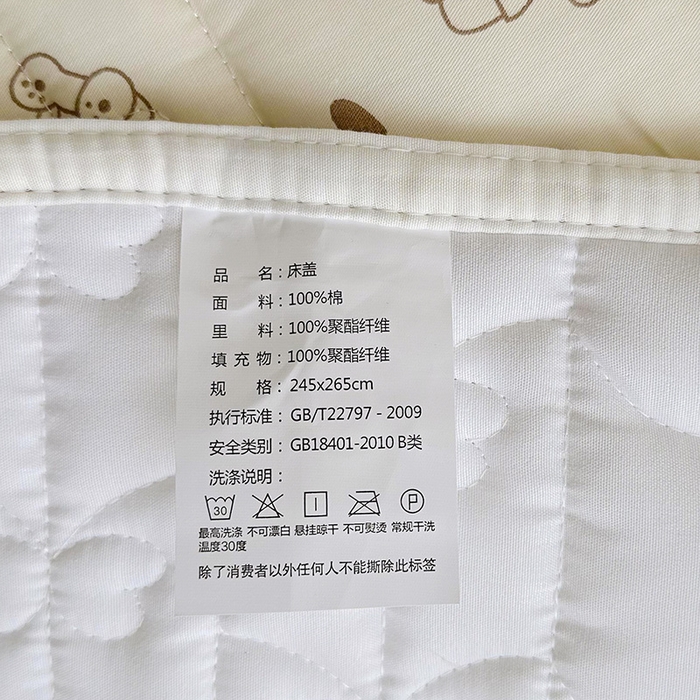 品 名：床盖
面 料：100%棉
里 料：100%聚酯纤维
填 充 物：100%聚酯纤维
规 格：245x265cm
执行标准：GB/T22797 - 2009
安全类别：GB18401-2010 B类
洗涤说明：
30
最高洗涤 不可漂白 悬挂晾干 不可熨烫 常规干洗
温度30度
P
除了消费者以外任何人不能撕除此标签